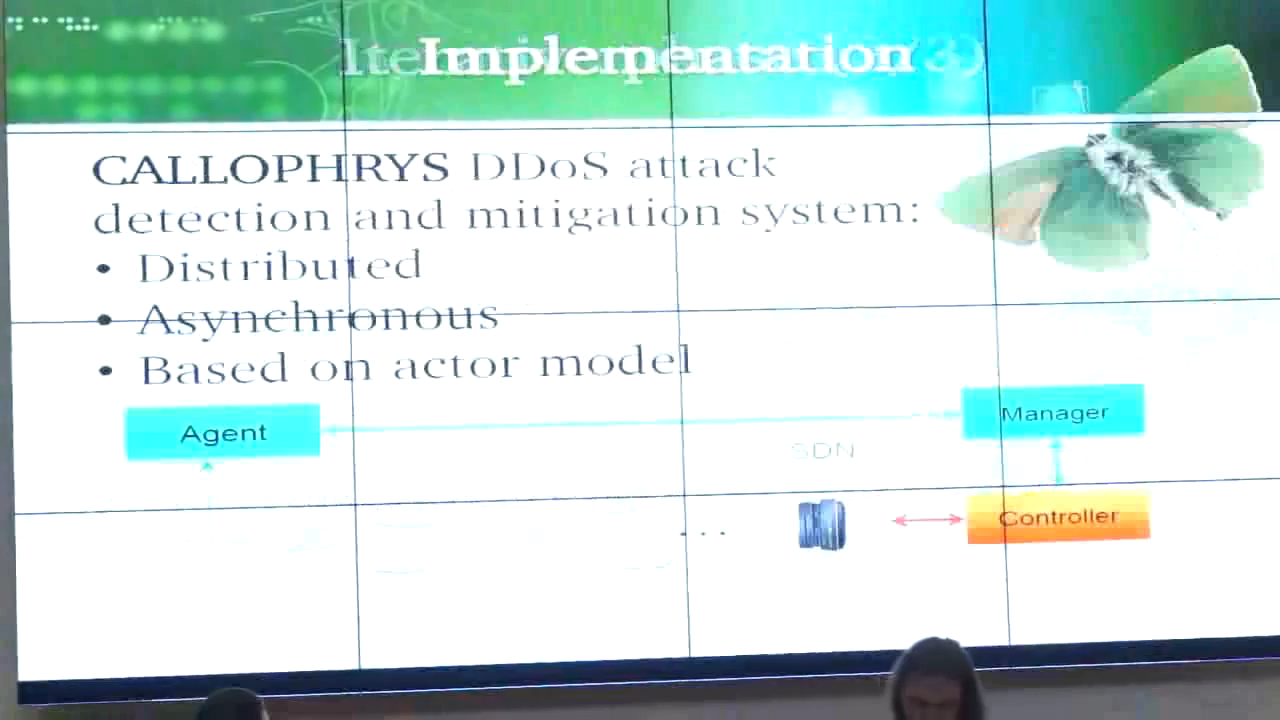 Implementation
CALLOPHRYS DDoS attack
detection and mitigation system:
• Distributed
• Asynchronous
• Based on actor model
Agent
Manager
SDN
...
Controller